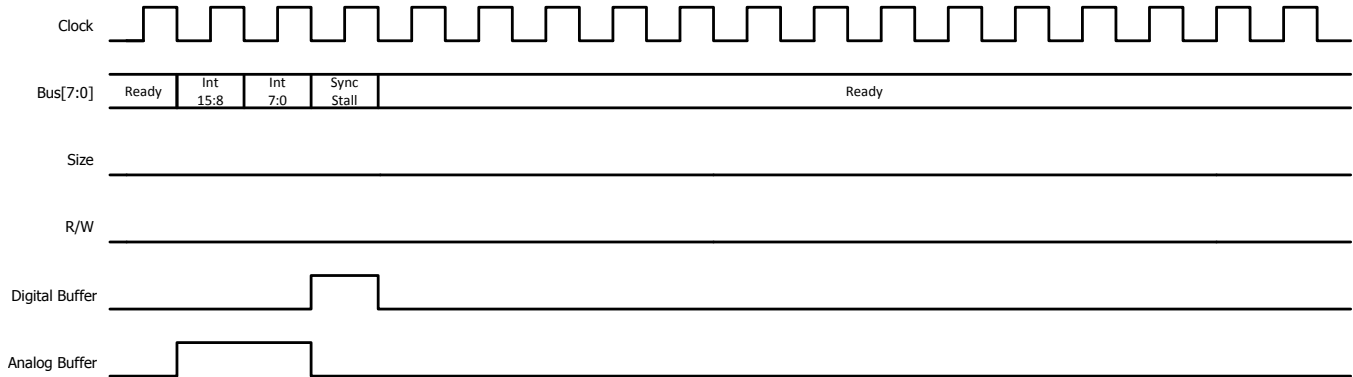 Clock
Bus[7:0]
Ready
Int
15:8
Int
7:0
Sync
Stall
Ready
Size
R/W
Digital Buffer
Analog Buffer